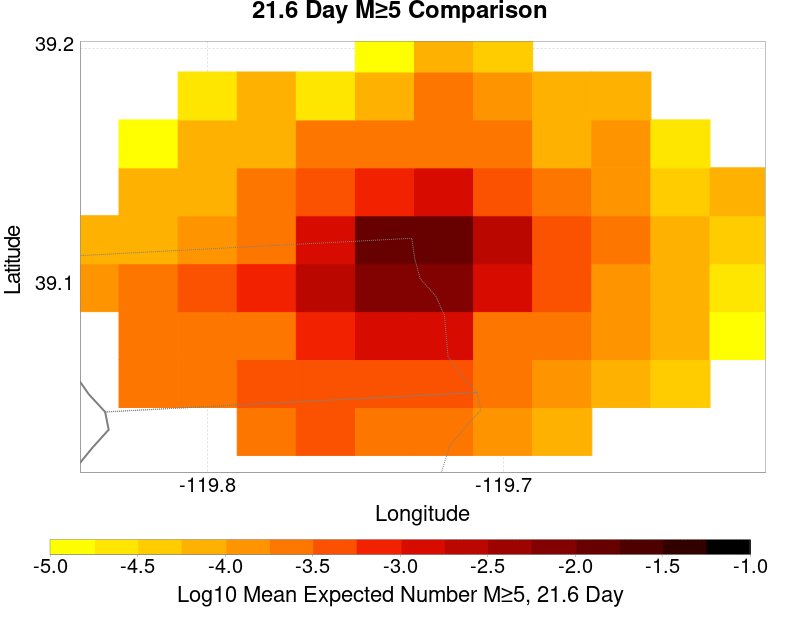 21.6 Day M≥5 Comparison
39.2
39.1
Latitude
-119.8 -119.7
Longitude
-5.0 -4.5 -4.0 -3.5 -3.0 -2.5 -2.0 -1.5 -1.0
Log10 Mean Expected Number M≥5, 21.6 Day